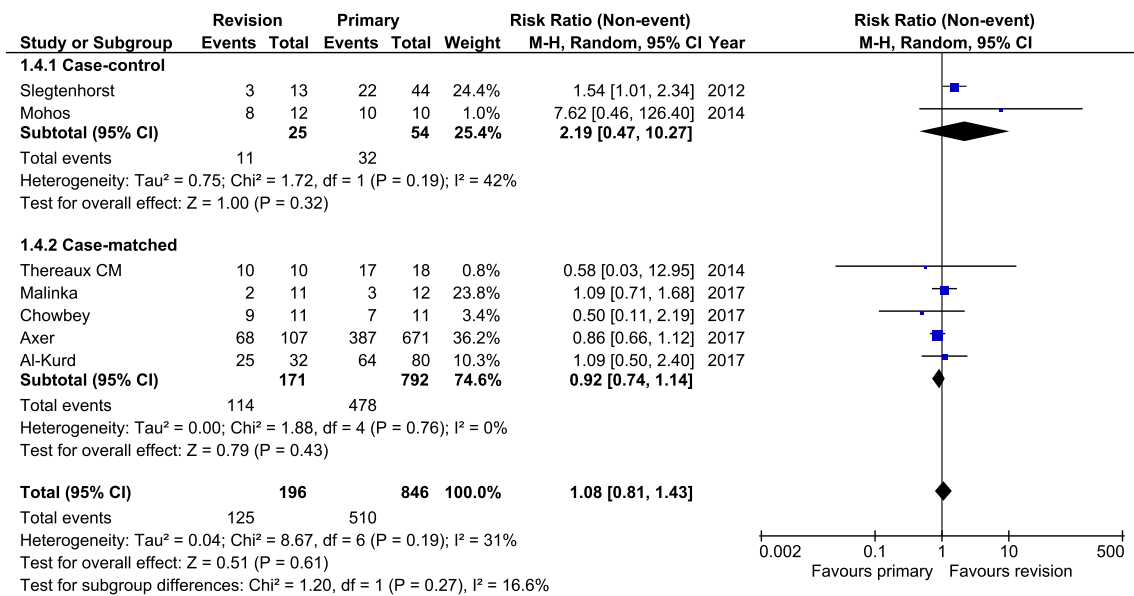 Revision Primary Risk Ratio (Non-event) Risk Ratio (Non-event)
Study or Subgroup Events Total Events Total Weight M-H, Random, 95% CI Year M-H, Random, 95% CI
1.4.1 Case-control
Slegtenhorst 3 13 22 44 24.4% 1.54 [1.01, 2.34] 2012
Mohos 8 12 10 10 1.0% 7.62 [0.46, 126.40] 2014
Subtotal (95% CI) 25 54 25.4% 2.19 [0.47, 10.27]
Total events 11 32
Heterogeneity: Tau² = 0.75; Chi² = 1.72, df = 1 (P = 0.19); I² = 42%
Test for overall effect: Z = 1.00 (P = 0.32)
1.4.2 Case-matched
Thereaux CM 10 10 17 18 0.8% 0.58 [0.03, 12.95] 2014
Malinka 2 11 3 12 23.8% 1.09 [0.71, 1.68] 2017
Chowbey 9 11 7 11 3.4% 0.50 [0.11, 2.19] 2017
Axer 68 107 387 671 36.2% 0.86 [0.66, 1.12] 2017
Al-Kurd 25 32 64 80 10.3% 1.09 [0.50, 2.40] 2017
Subtotal (95% CI) 171 792 74.6% 0.92 [0.74, 1.14]
Total events 114 478
Heterogeneity: Tau² = 0.00; Chi² = 1.88, df = 4 (P = 0.76); I² = 0%
Test for overall effect: Z = 0.79 (P = 0.43)
Total (95% CI) 196 846 100.0% 1.08 [0.81, 1.43]
Total events 125 510
Heterogeneity: Tau² = 0.04; Chi² = 8.67, df = 6 (P = 0.19); I² = 31%
Test for overall effect: Z = 0.51 (P = 0.61)
Test for subgroup differences: Chi² = 1.20, df = 1 (P = 0.27), I² = 16.6%
0.002 0.1 1 10 500
Favours primary Favours revision